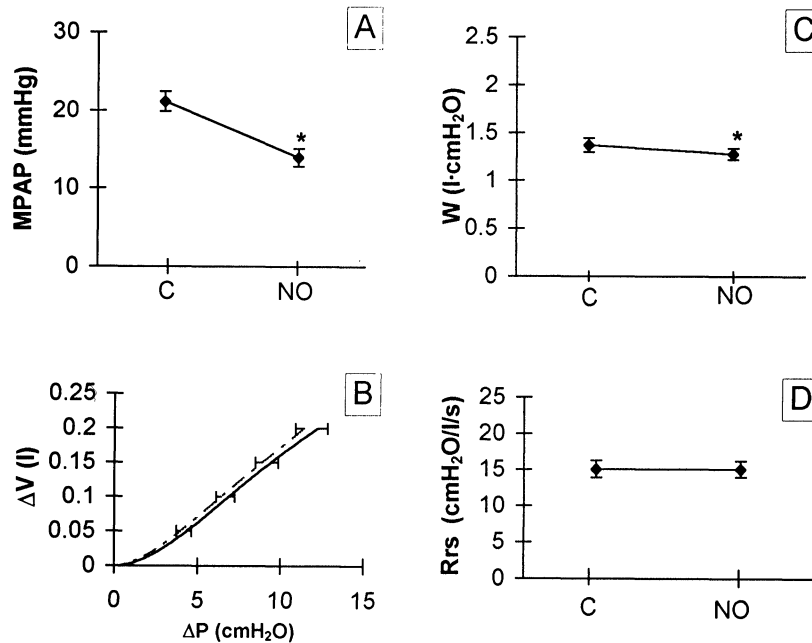 A
MPAP (mmHg)
30
20
10
0
C
NO
*
C
W (l·cmH₂O)
2.5
2
1.5
1
0.5
0
C
NO
*
B
ΔV (l)
0.25
0.2
0.15
0.1
0.05
0
0
5
10
15
ΔP (cmH₂O)
D
Rrs (cmH₂O/l/s)
25
20
15
10
5
0
C
NO